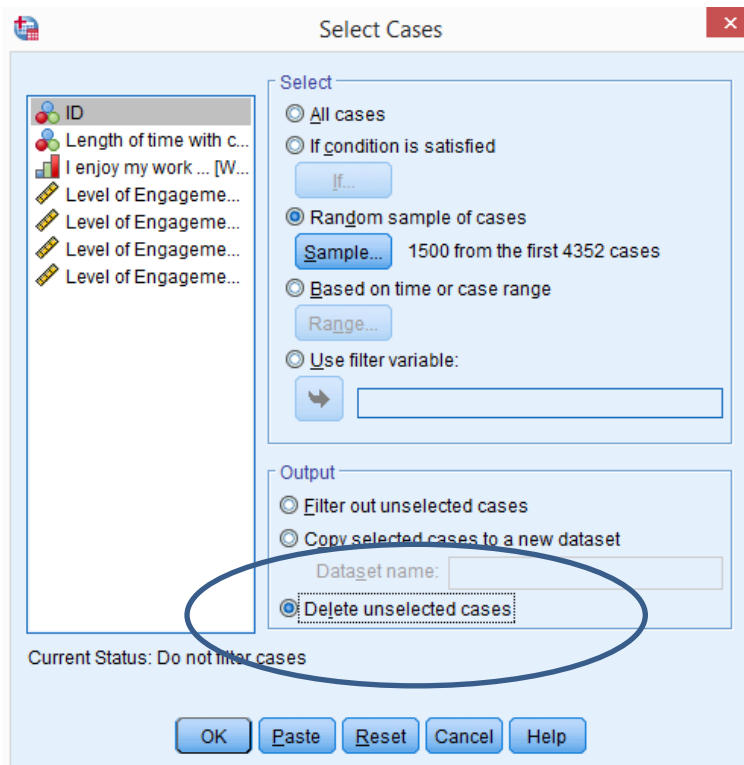 Select Cases
ID
Length of time with c...
I enjoy my work ... [W...
Level of Engageme...
Level of Engageme...
Level of Engageme...
Level of Engageme...
Select
All cases
If condition is satisfied
If...
Random sample of cases
Sample... 1500 from the first 4352 cases
Based on time or case range
Range...
Use filter variable:
Output
Filter out unselected cases
Copy selected cases to a new dataset
Dataset name:
Delete unselected cases
Current Status: Do not filter cases
OK Paste Reset Cancel Help